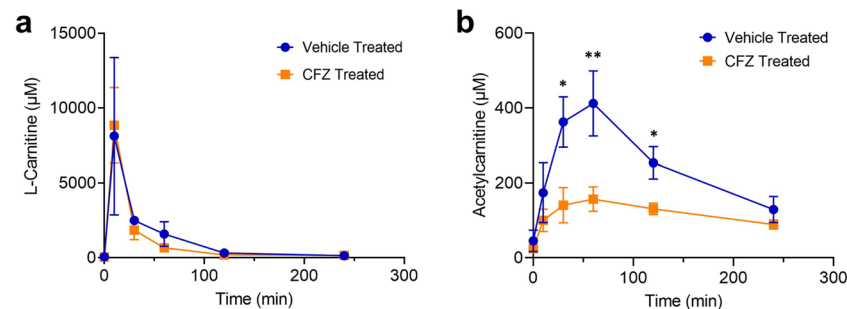 a
15000
10000
5000
0
L-Carnitine (µM)
Vehicle Treated
CFZ Treated
0
100
200
300
Time (min)
b
600
400
200
0
Acetylcarnitine (µM)
Vehicle Treated
CFZ Treated
*
**
*
0
100
200
300
Time (min)